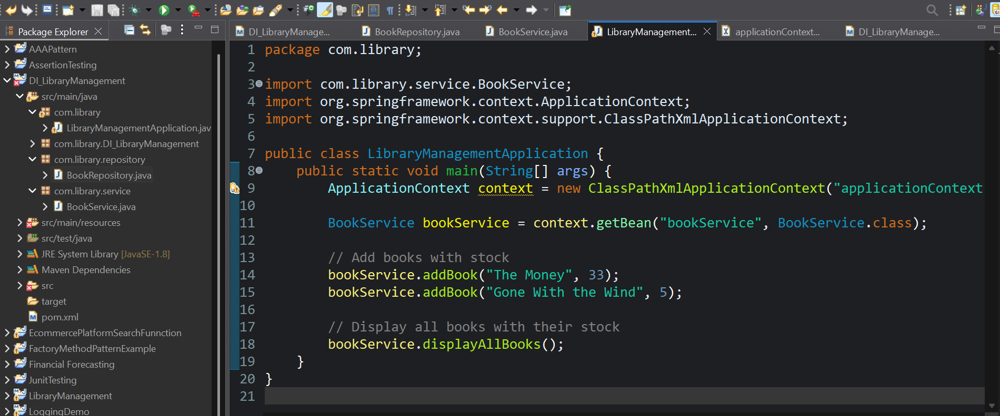 Package Explorer
AAAPattern
AssertionTesting
DI_LibraryManagement
src/main/java
com.library
LibraryManagementApplication.jav
com.library.DI_LibraryManagement
com.library.repository
BookRepository.java
com.library.service
BookService.java
src/main/resources
src/test/java
JRE System Library [JavaSE-1.8]
Maven Dependencies
src
target
pom.xml
EcommercePlatformSearchFunnction
FactoryMethodPatternExample
Financial Forecasting
JunitTesting
LibraryManagement
LoggingDemo
DI_LibraryManage... BookRepository.java BookService.java LibraryManagement... applicationContext... DI_LibraryManage...
1 package com.library;
2
3 import com.library.service.BookService;
4 import org.springframework.context.ApplicationContext;
5 import org.springframework.context.support.ClassPathXmlApplicationContext;
6
7 public class LibraryManagementApplication {
8 public static void main(String[] args) {
9 ApplicationContext context = new ClassPathXmlApplicationContext("applicationContext
10
11 BookService bookService = context.getBean("bookService", BookService.class);
12
13 // Add books with stock
14 bookService.addBook("The Money", 33);
15 bookService.addBook("Gone With the Wind", 5);
16
17 // Display all books with their stock
18 bookService.displayAllBooks();
19 }
20 }
21